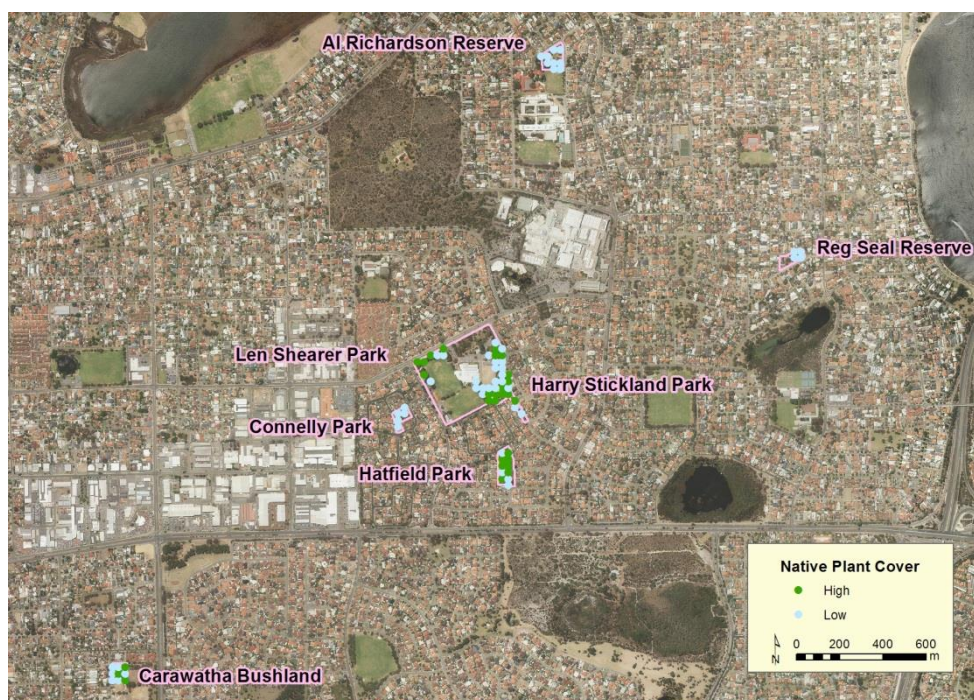 Al Richardson Reserve
Reg Seal Reserve
Len Shearer Park
Harry Stickland Park
Connelly Park
Hatfield Park
Carawatha Bushland
Native Plant Cover
High
Low
N
0 200 400 600
m